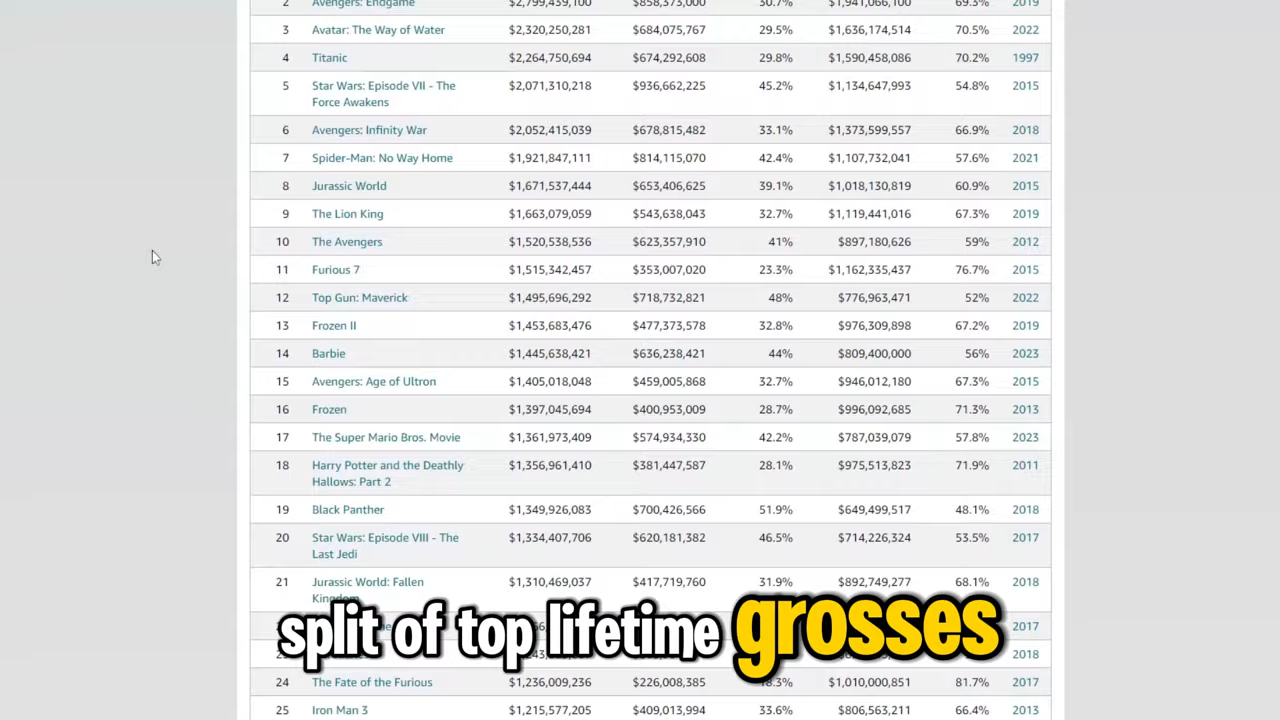 2 Avengers: Endgame $2,799,439,100 $858,373,000 30.7% $1,941,066,100 69.3% 2019
3 Avatar: The Way of Water $2,320,250,281 $684,075,767 29.5% $1,636,174,514 70.5% 2022
4 Titanic $2,264,750,694 $674,292,608 29.8% $1,590,458,086 70.2% 1997
5 Star Wars: Episode VII - The $2,071,310,218 $936,662,225 45.2% $1,134,647,993 54.8% 2015
Force Awakens
6 Avengers: Infinity War $2,052,415,039 $678,815,482 33.1% $1,373,599,557 66.9% 2018
7 Spider-Man: No Way Home $1,921,847,111 $814,115,070 42.4% $1,107,732,041 57.6% 2021
8 Jurassic World $1,671,537,444 $653,406,625 39.1% $1,018,130,819 60.9% 2015
9 The Lion King $1,663,079,059 $543,638,043 32.7% $1,119,441,016 67.3% 2019
10 The Avengers $1,520,538,536 $623,357,910 41% $897,180,626 59% 2012
11 Furious 7 $1,515,342,457 $353,007,020 23.3% $1,162,335,437 76.7% 2015
12 Top Gun: Maverick $1,495,696,292 $718,732,821 48% $776,963,471 52% 2022
13 Frozen II $1,453,683,476 $477,373,578 32.8% $976,309,898 67.2% 2019
14 Barbie $1,445,638,421 $636,238,421 44% $809,400,000 56% 2023
15 Avengers: Age of Ultron $1,405,018,048 $459,005,868 32.7% $946,012,180 67.3% 2015
16 Frozen $1,397,045,694 $400,953,009 28.7% $996,092,685 71.3% 2013
17 The Super Mario Bros. Movie $1,361,973,409 $574,934,330 42.2% $787,039,079 57.8% 2023
18 Harry Potter and the Deathly $1,356,961,410 $381,447,587 28.1% $975,513,823 71.9% 2011
Hallows: Part 2
19 Black Panther $1,349,926,083 $700,426,566 51.9% $649,499,517 48.1% 2018
20 Star Wars: Episode VIII - The $1,334,407,706 $620,181,382 46.5% $714,226,324 53.5% 2017
Last Jedi
21 Jurassic World: Fallen $1,310,469,037 $417,719,760 31.9% $892,749,277 68.1% 2018
Kingdom
2017
2018
split of top lifetime grosses
24 The Fate of the Furious $1,236,009,236 $226,008,385 18.3% $1,010,000,851 81.7% 2017
25 Iron Man 3 $1,215,577,205 $409,013,994 33.6% $806,563,211 66.4% 2013